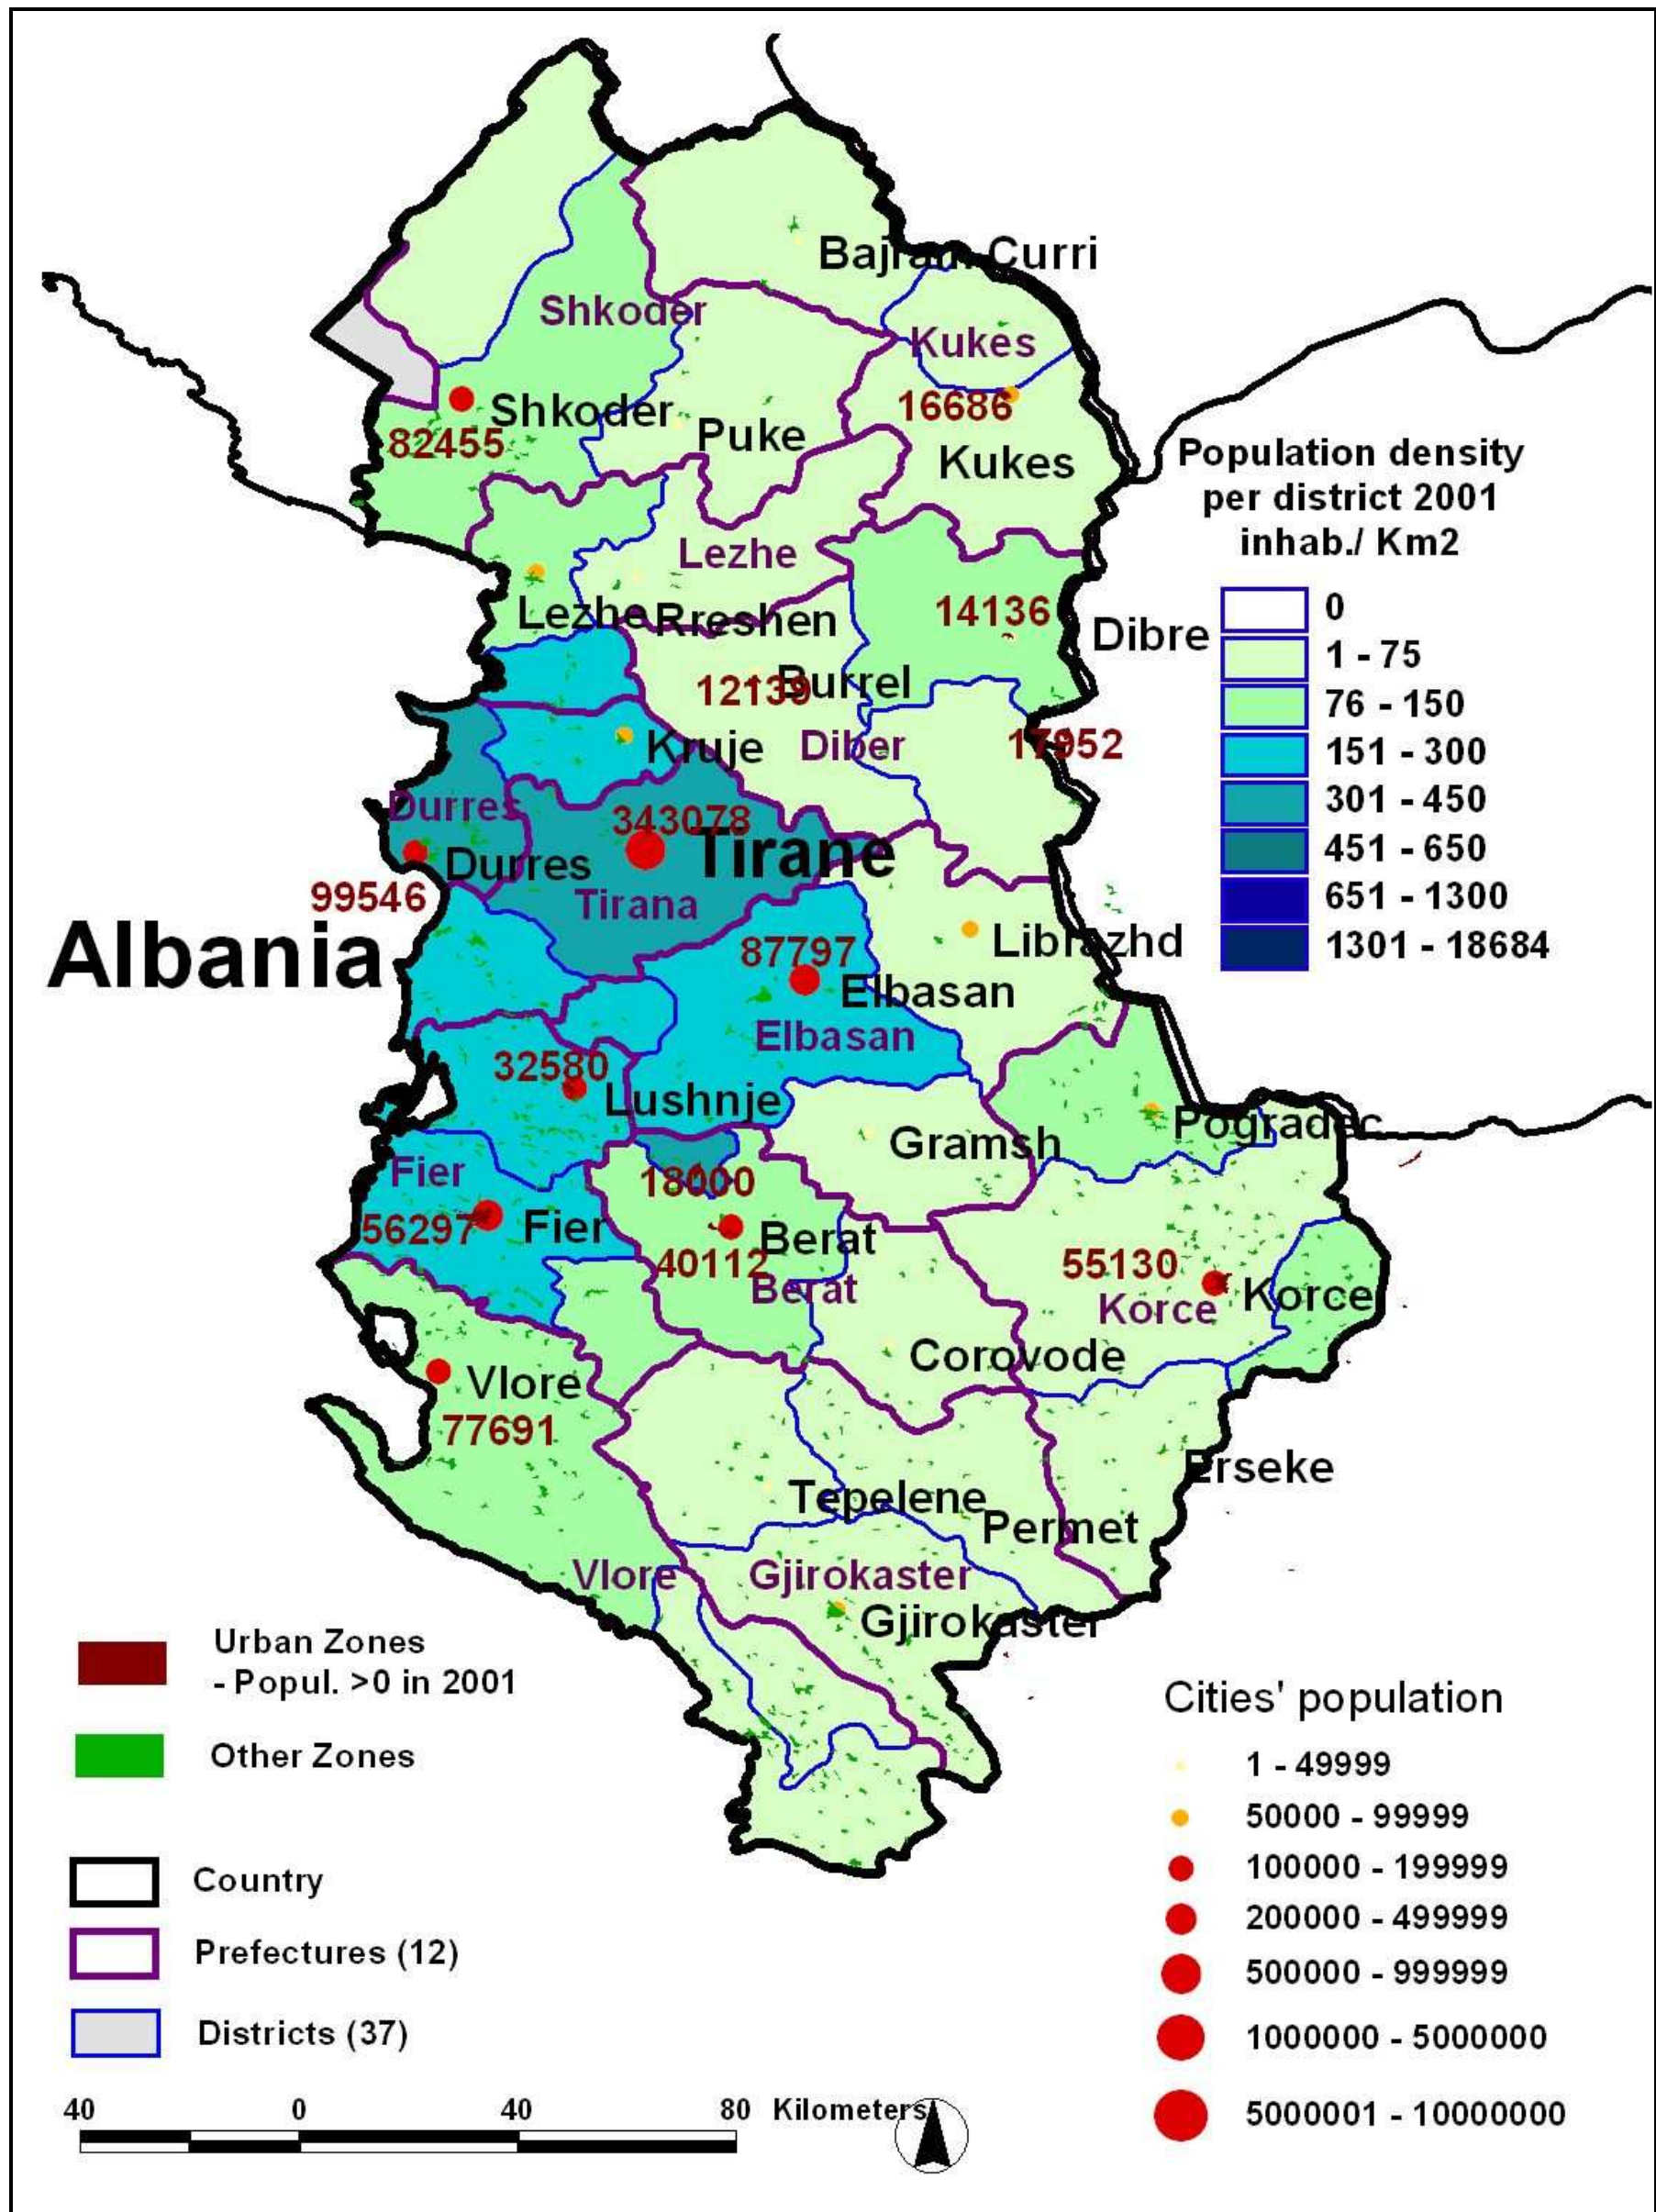 Bajram Curri
Shkoder
Kukes
16686
Shkoder
82455
Puke
Kukes
Population density
per district 2001
inhab./ Km2
0
1 - 75
76 - 150
151 - 300
301 - 450
451 - 650
651 - 1300
1301 - 18684
Lezhe
14136
Dibre
Lezhe
Rreshen
12139
Burrel
Kruje
Diber
17952
Durres
343078
Tirane
Durres
99546
Tirana
Albania
87797
Librazhd
Elbasan
Elbasan
32580
Lushnje
Pogradec
Gramsh
Fier
18000
56297
Fier
Berat
40112
Berat
55130
Korce
Korce
Corovode
Vlore
77691
Erseke
Tepelene
Permet
Vlore
Gjirokaster
Gjirokaster
Urban Zones
- Popul. >0 in 2001
Other Zones
Country
Prefectures (12)
Districts (37)
40 0 40 80 Kilometers
Cities' population
1 - 49999
50000 - 99999
100000 - 199999
200000 - 499999
500000 - 999999
1000000 - 5000000
5000001 - 10000000